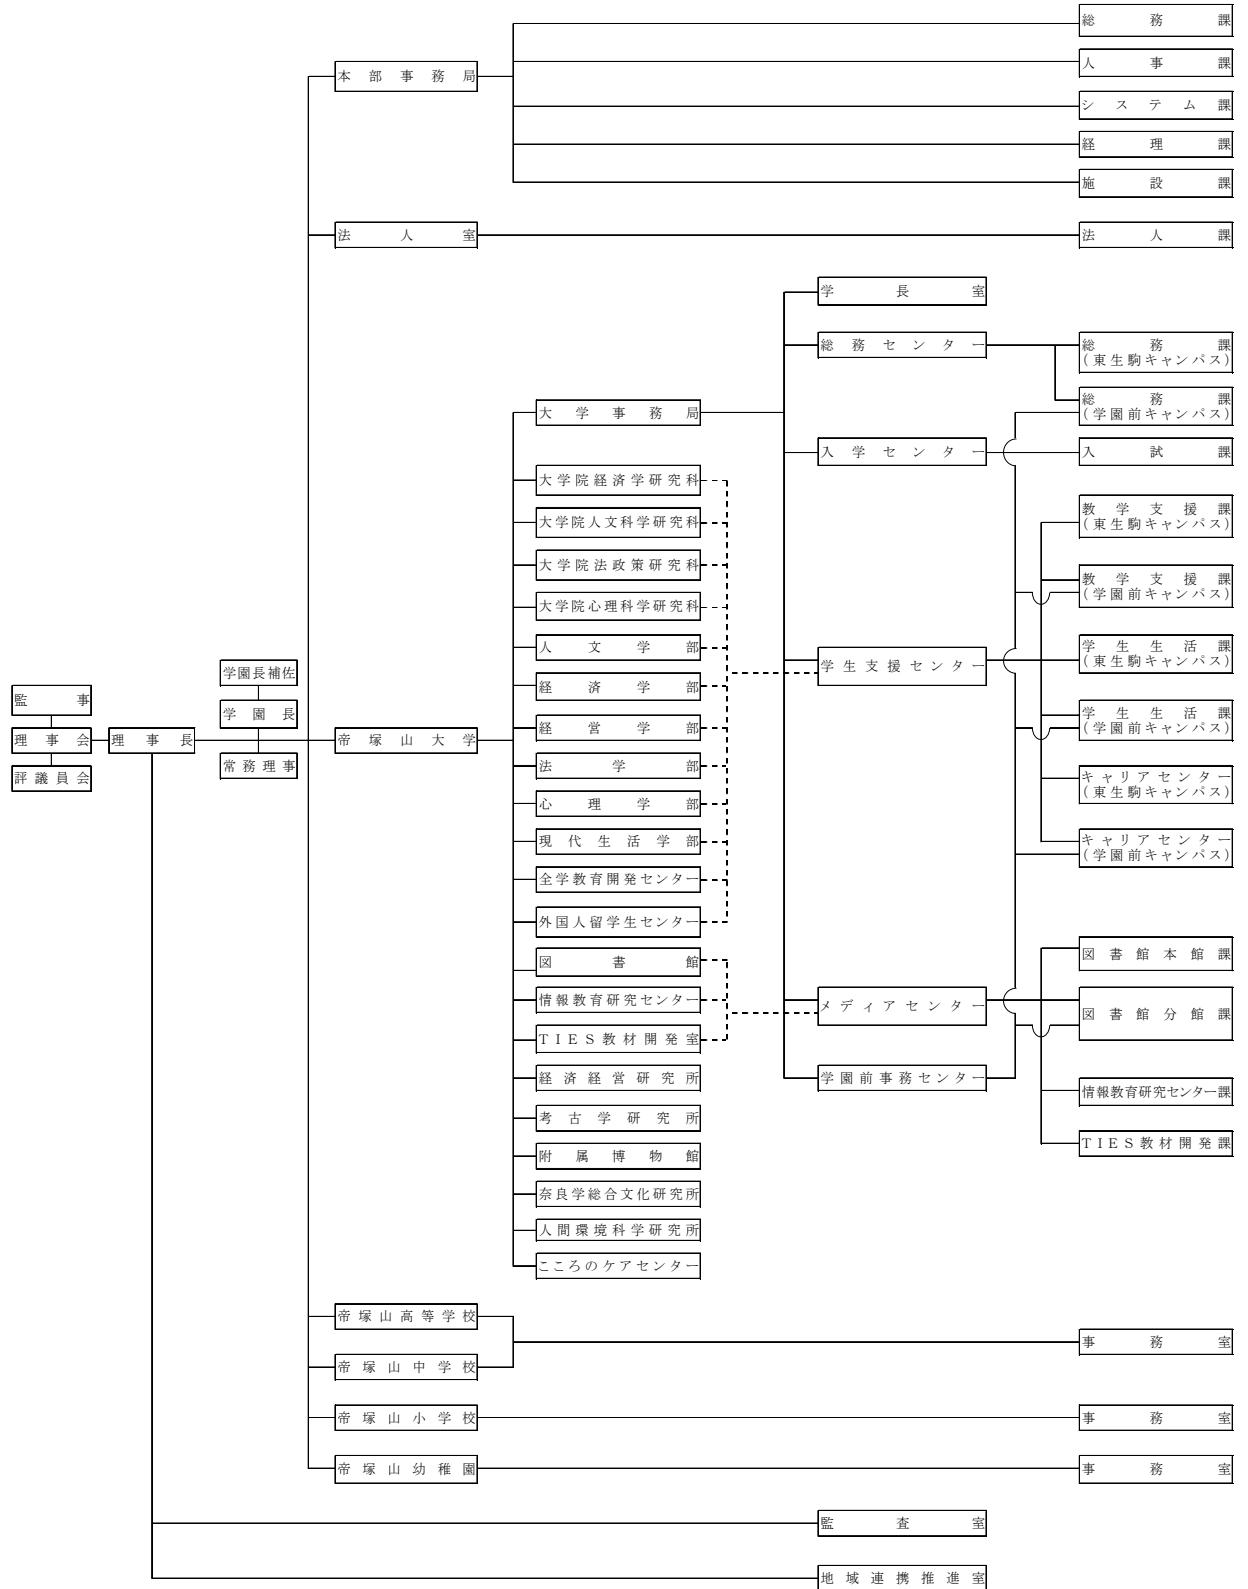 総務課
本部事務局
人事課
システム課
経理課
施設課
法人室
法人課
学長室
総務センター
総務課
(東生駒キャンパス)
総務課
(学園前キャンパス)
大学事務局
入学センター
入試課
大学院経済学研究科
大学院人文科学研究科
大学院法政策研究科
大学院心理科学研究科
人文学部
経済学部
経営学部
法学部
心理学部
現代生活学部
全学教育開発センター
外国人留学生センター
図書館
情報教育研究センター
TIES教材開発室
経済経営研究所
考古学研究所
附属博物館
奈良学総合文化研究所
人間環境科学研究所
こころのケアセンター
教学支援課
(東生駒キャンパス)
教学支援課
(学園前キャンパス)
学生支援センター
学生生活課
(東生駒キャンパス)
学生生活課
(学園前キャンパス)
キャリアセンター
(東生駒キャンパス)
キャリアセンター
(学園前キャンパス)
学園長補佐
監事
学園長
理事会
理事長
帝塚山大学
常務理事
評議員会
メディアセンター
図書館本館課
図書館分館課
学園前事務センター
情報教育研究センター課
TIES教材開発課
帝塚山高等学校
事務室
帝塚山中学校
帝塚山小学校
事務室
帝塚山幼稚園
事務室
監査室
地域連携推進室